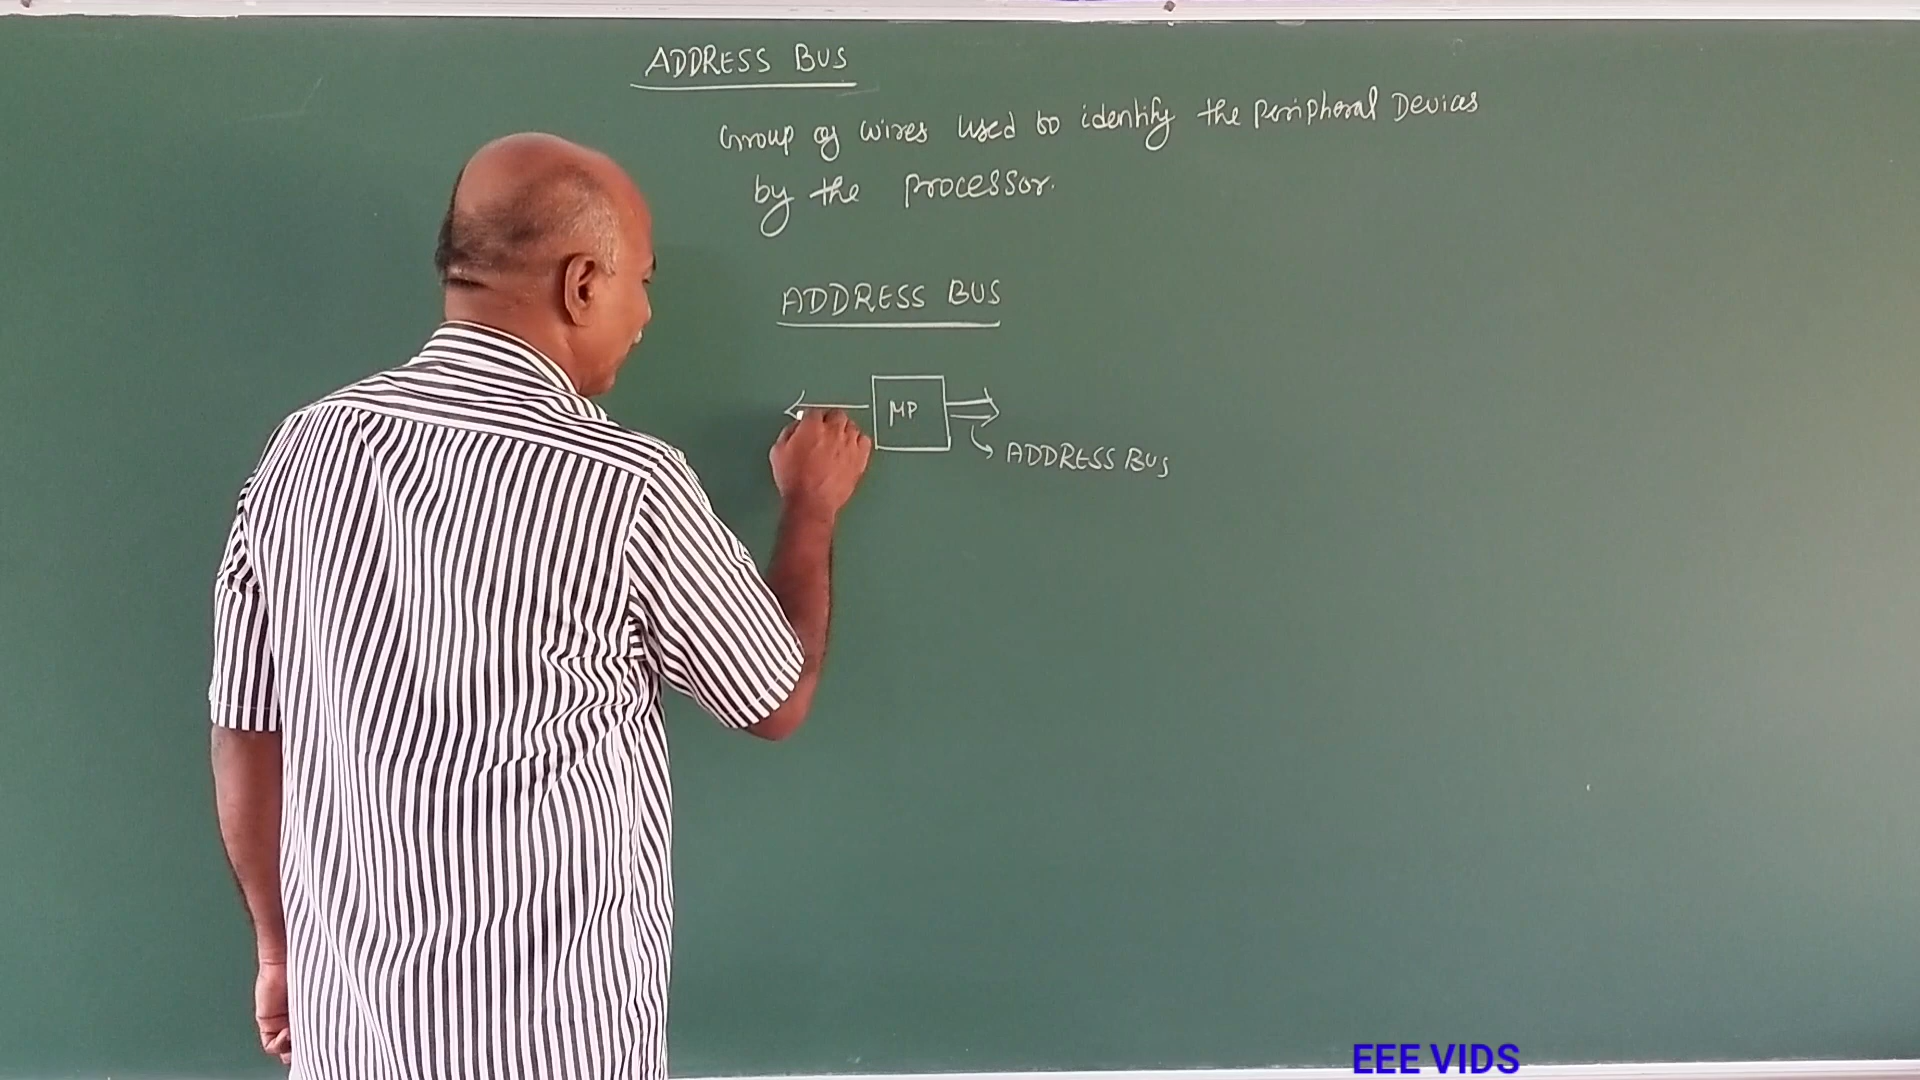 ADDRESS BUS
Group of wires used to identify the Peripheral Devices
by the Processor.
ADDRESS BUS
μP
ADDRESS BUS
EEE VIDS